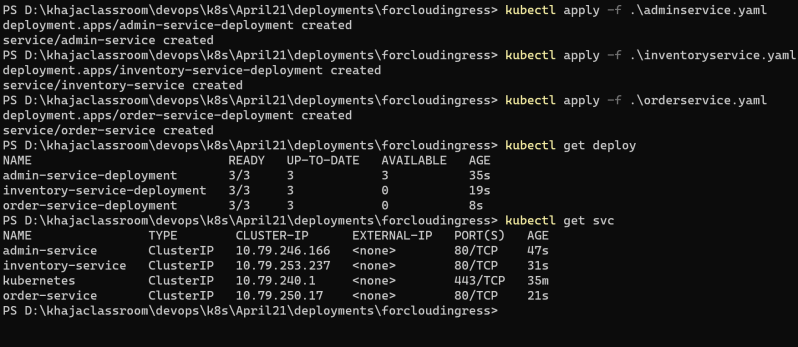 PS D:\khajaclassroom\devops\k8s\April21\deployments\forcloudingress> kubectl apply -f .\adminservice.yaml
deployment.apps/admin-service-deployment created
service/admin-service created
PS D:\khajaclassroom\devops\k8s\April21\deployments\forcloudingress> kubectl apply -f .\inventoryservice.yaml
deployment.apps/inventory-service-deployment created
service/inventory-service created
PS D:\khajaclassroom\devops\k8s\April21\deployments\forcloudingress> kubectl apply -f .\orderservice.yaml
deployment.apps/order-service-deployment created
service/order-service created
PS D:\khajaclassroom\devops\k8s\April21\deployments\forcloudingress> kubectl get deploy
NAME                           READY   UP-TO-DATE   AVAILABLE   AGE
admin-service-deployment       3/3     3            3           35s
inventory-service-deployment   3/3     3            0           19s
order-service-deployment       3/3     3            0           8s
PS D:\khajaclassroom\devops\k8s\April21\deployments\forcloudingress> kubectl get svc
NAME                TYPE        CLUSTER-IP      EXTERNAL-IP   PORT(S)   AGE
admin-service       ClusterIP   10.79.246.166   <none>        80/TCP    47s
inventory-service   ClusterIP   10.79.253.237   <none>        80/TCP    31s
kubernetes          ClusterIP   10.79.240.1     <none>        443/TCP   35m
order-service       ClusterIP   10.79.250.17    <none>        80/TCP    21s
PS D:\khajaclassroom\devops\k8s\April21\deployments\forcloudingress>